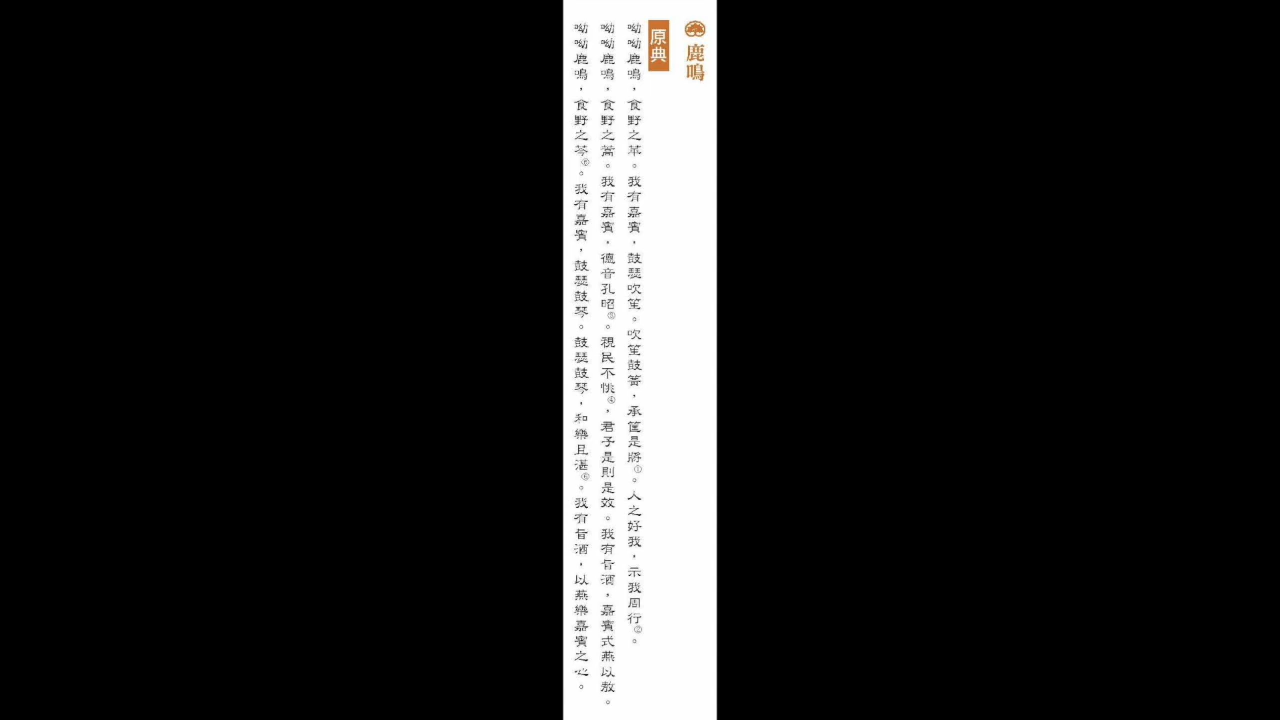 鹿鳴
原典
呦呦鹿鳴，食野之苹。我有嘉賓，鼓瑟吹笙。吹笙鼓簧，承筐是將①。人之好我，示我周行②。
呦呦鹿鳴，食野之蒿。我有嘉賓，德音孔昭③。視民不恌④，君子是則是效。我有旨酒，嘉賓式燕以敖。
呦呦鹿鳴，食野之芩⑥。我有嘉賓，鼓瑟鼓琴。鼓瑟鼓琴，和樂且湛⑤。我有旨酒，以燕樂嘉賓之心。